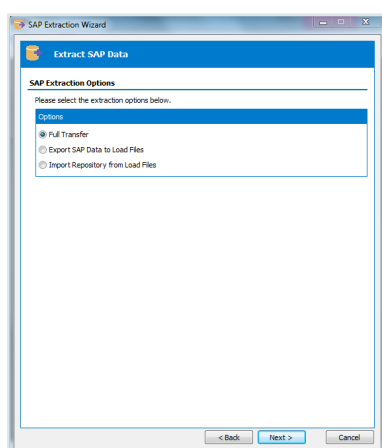 SAP Extraction Wizard
Extract SAP Data
SAP Extraction Options
Please select the extraction options below.
Options
Full Transfer
Export SAP Data to Load Files
Import Repository from Load Files
< Back Next > Cancel